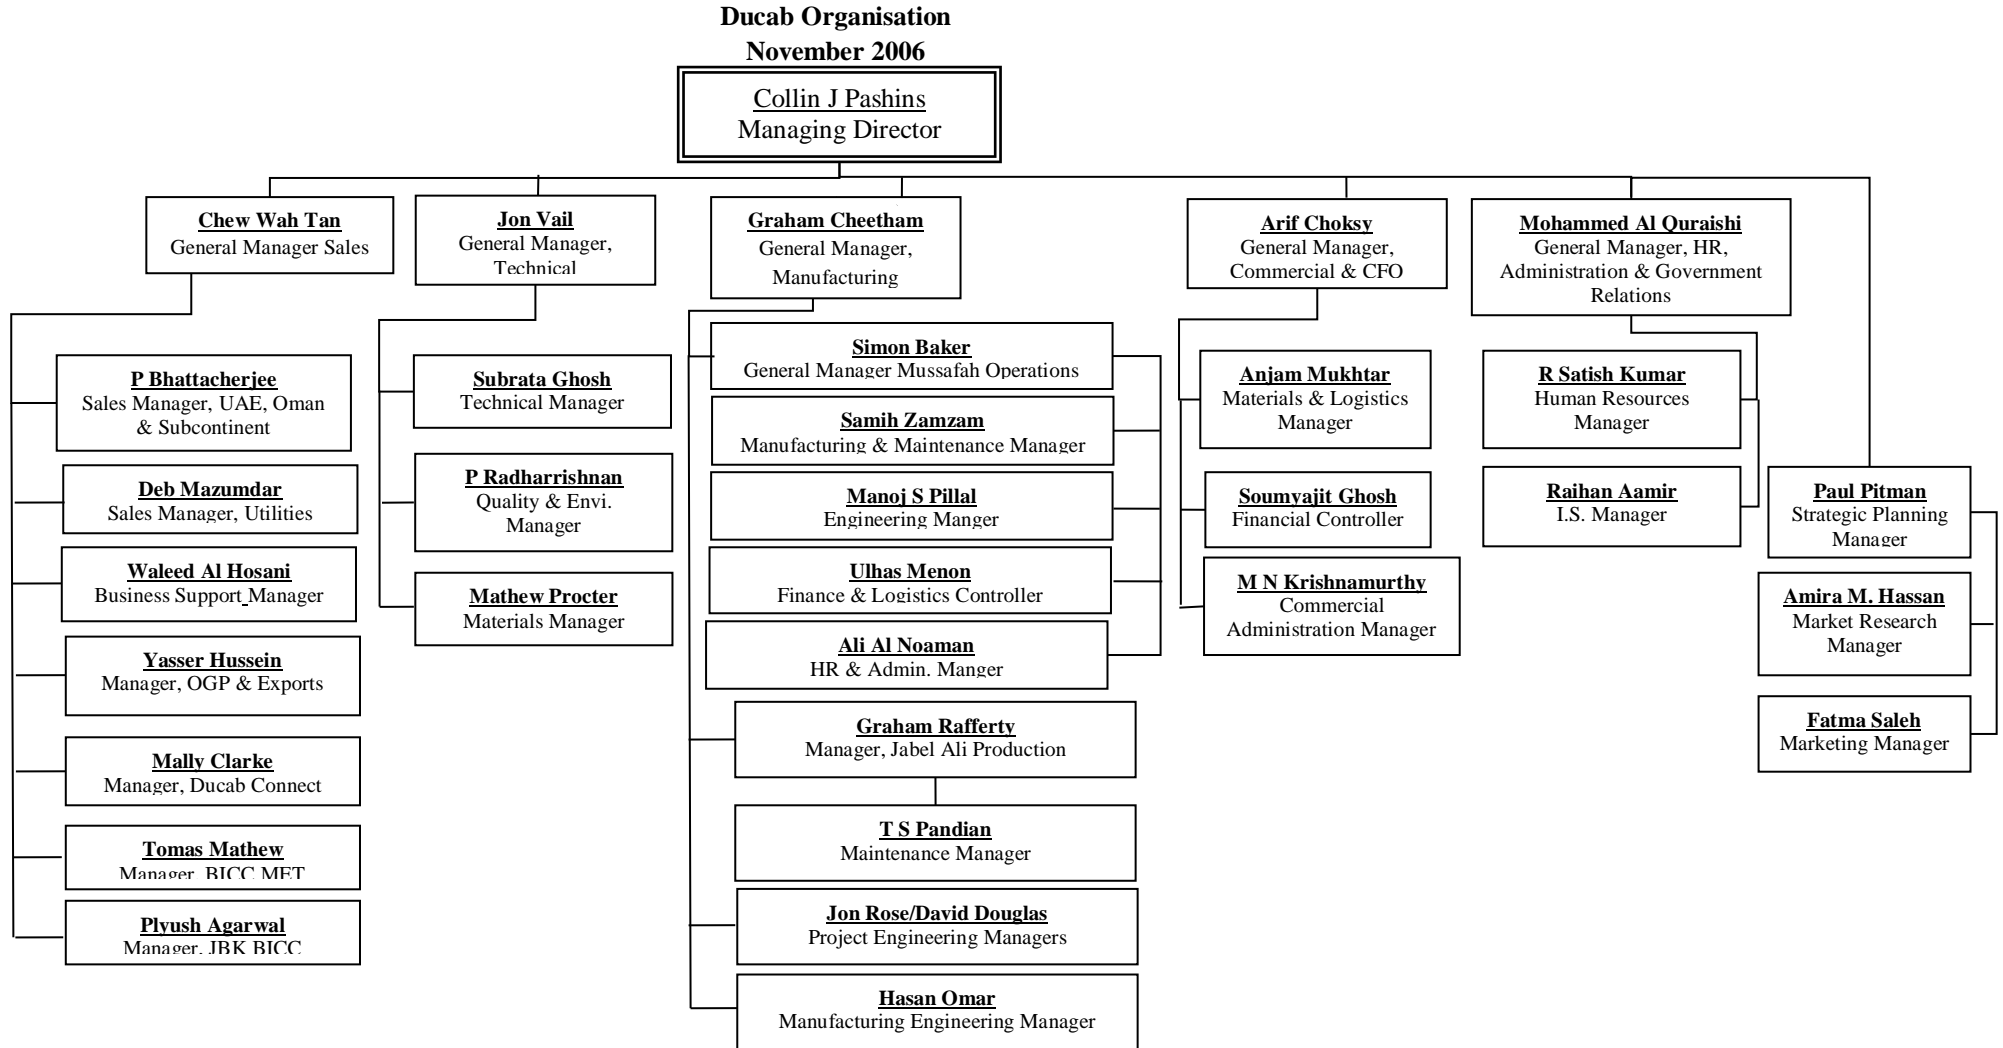 Ducab Organisation
November 2006
Collin J Pashins
Managing Director
Chew Wah Tan
General Manager Sales
Jon Vail
General Manager,
Technical
Graham Cheetham
General Manager,
Manufacturing
Arif Choksy
General Manager,
Commercial & CFO
Mohammed Al Quraishi
General Manager, HR,
Administration & Government
Relations
P Bhattacherjee
Sales Manager, UAE, Oman
& Subcontinent
Deb Mazumdar
Sales Manager, Utilities
Waleed Al Hosani
Business Support Manager
Yasser Hussein
Manager, OGP & Exports
Mally Clarke
Manager, Ducab Connect
Tomas Mathew
Manager, BICC MET
Plyush Agarwal
Manager, JBK BICC
Subrata Ghosh
Technical Manager
P Radharrishnan
Quality & Envi.
Manager
Mathew Procter
Materials Manager
Simon Baker
General Manager Mussafah Operations
Samih Zamzam
Manufacturing & Maintenance Manager
Manoj S Pillal
Engineering Manger
Ulhas Menon
Finance & Logistics Controller
Ali Al Noaman
HR & Admin. Manger
Graham Rafferty
Manager, Jabel Ali Production
T S Pandian
Maintenance Manager
Jon Rose/David Douglas
Project Engineering Managers
Hasan Omar
Manufacturing Engineering Manager
Anjam Mukhtar
Materials & Logistics
Manager
Soumyajit Ghosh
Financial Controller
M N Krishnamurthy
Commercial
Administration Manager
R Satish Kumar
Human Resources
Manager
Raihan Aamir
I.S. Manager
Paul Pitman
Strategic Planning
Manager
Amira M. Hassan
Market Research
Manager
Fatma Saleh
Marketing Manager